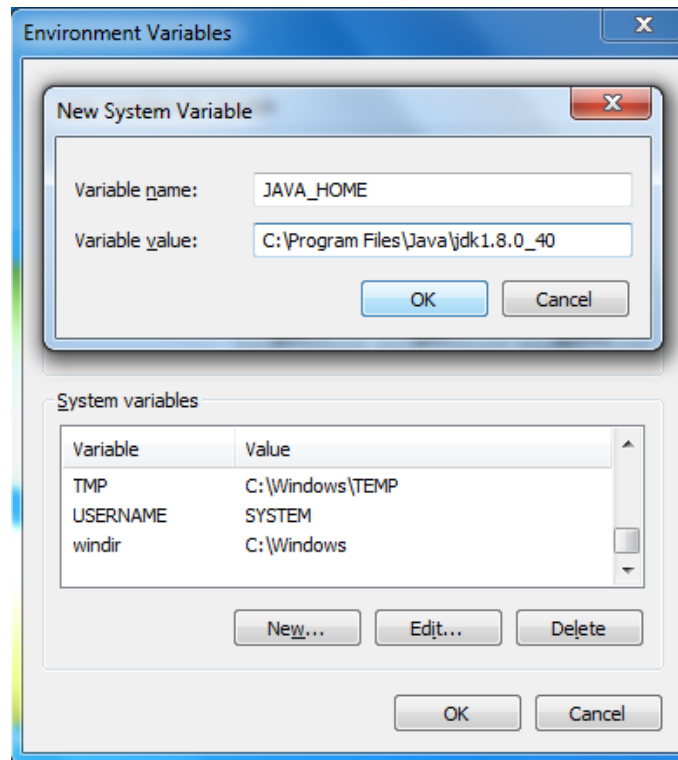 Environment Variables
New System Variable
Variable name:
JAVA_HOME
Variable value:
C:\Program Files\Java\jdk1.8.0_40
OK
Cancel
System variables
Variable Value
TMP C:\Windows\TEMP
USERNAME SYSTEM
windir C:\Windows
New... Edit... Delete
OK Cancel